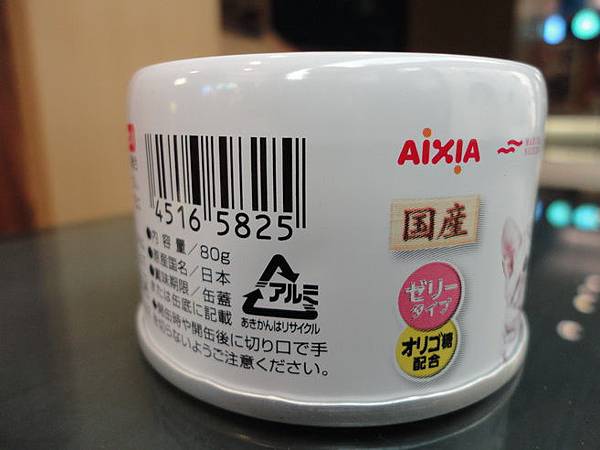 4516 5825
●内容量/80g
●原産国名/日本
●賞味期限/缶蓋
または缶底に記載
●開缶時や開缶後に切り口で手
を切らないようご注意ください。
アルミ
あきかんはリサイクル
AIXIA
国産
ゼリー
タイプ
オリゴ糖
配合